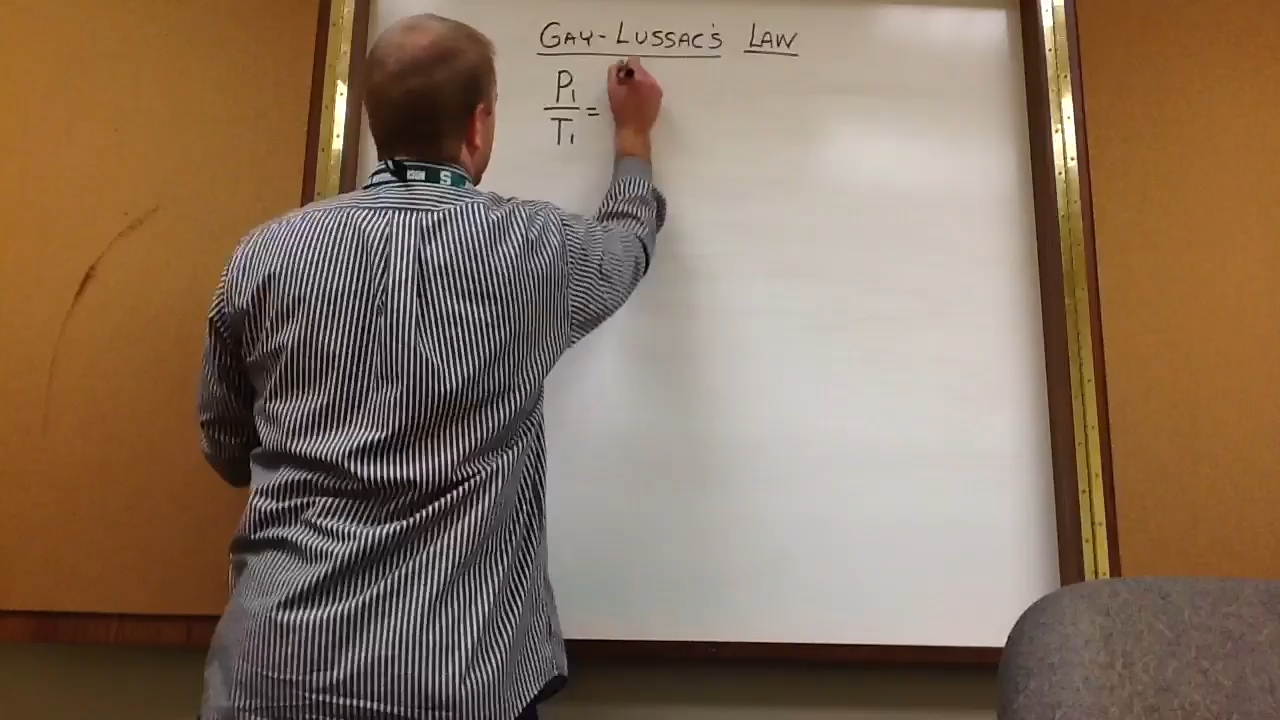 GAY-LUSSAC'S LAW
P₁
T₁ =
S